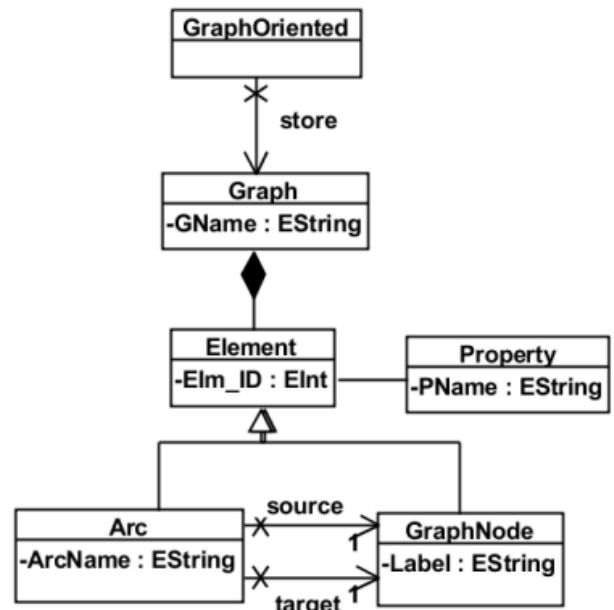 GraphOriented
store
Graph
-GName : EString
Element
-Elm_ID : EInt
Property
-PName : EString
source
Arc
-ArcName : EString
1
GraphNode
-Label : EString
target
1